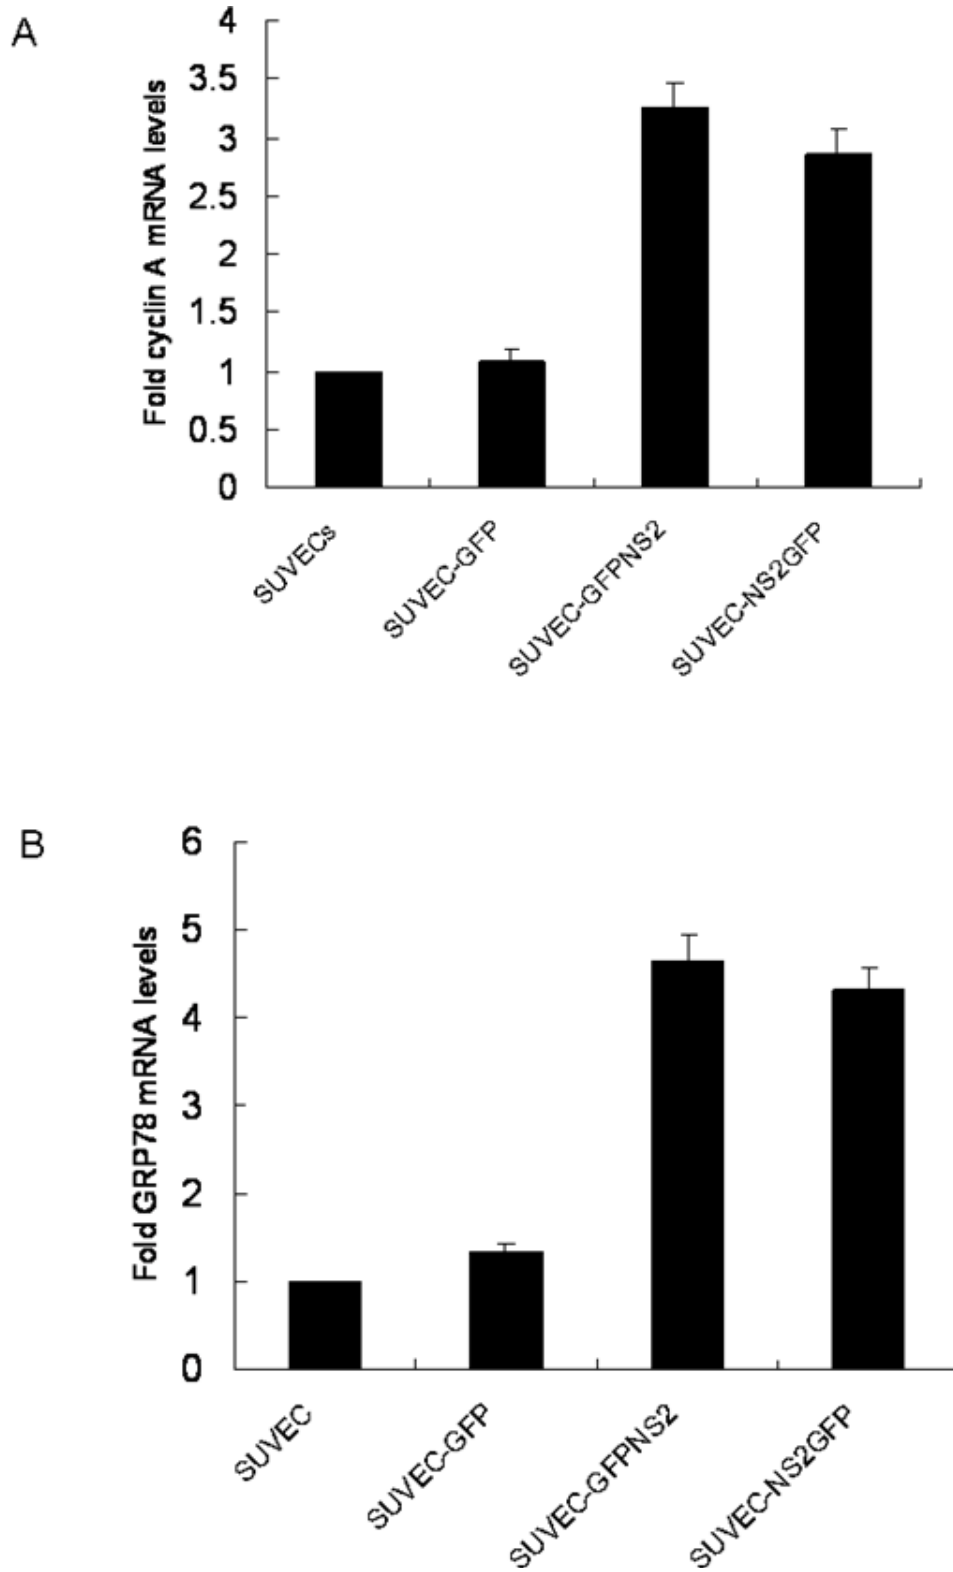 A
Fold cyclin A mRNA levels
4
3.5
3
2.5
2
1.5
1
0.5
0
SUVECs
SUVEC-GFP
SUVEC-GFPNS2
SUVEC-NS2GFP
B
Fold GRP78 mRNA levels
6
5
4
3
2
1
0
SUVEC
SUVEC-GFP
SUVEC-GFPNS2
SUVEC-NS2GFP